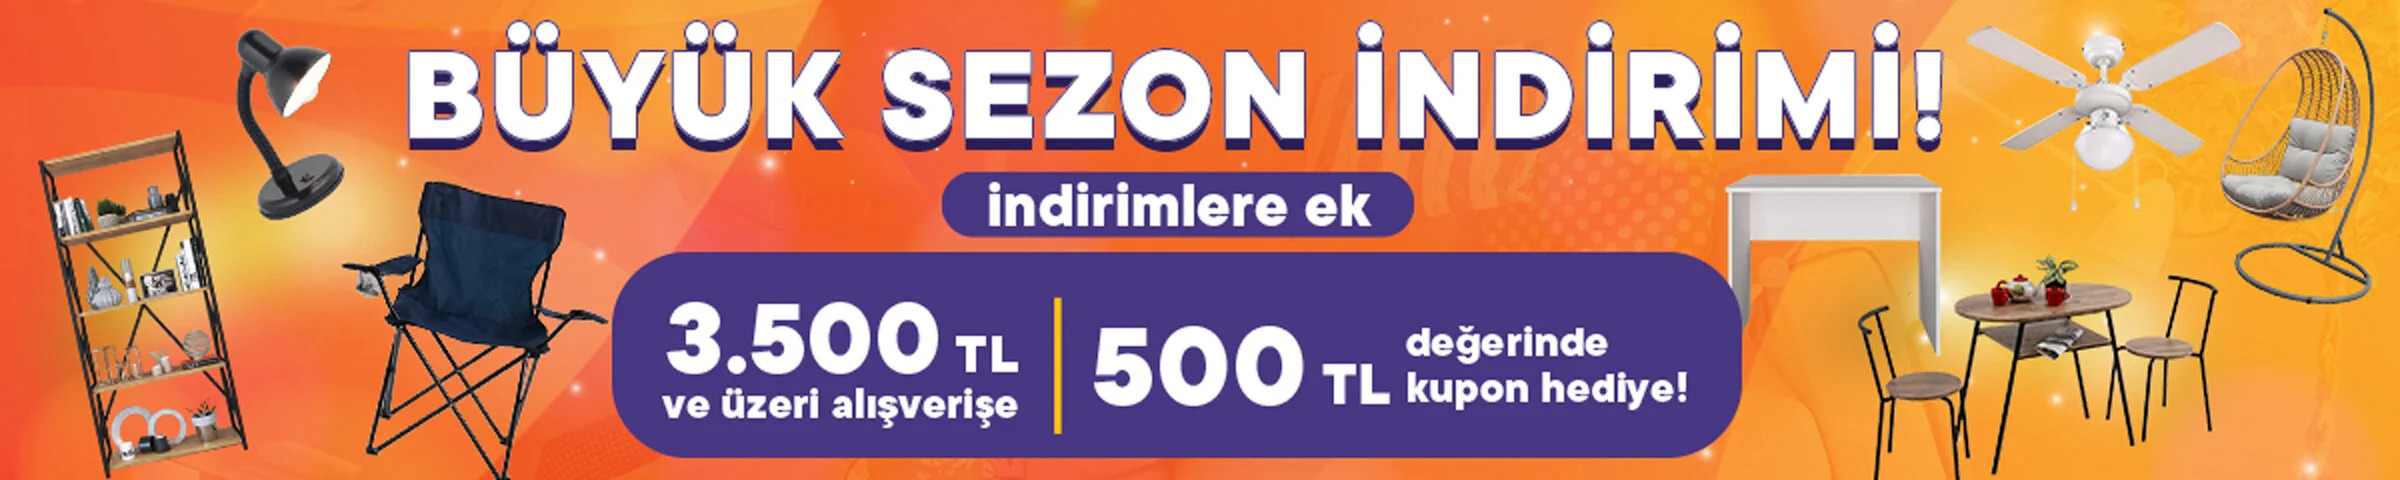 BÜYÜK SEZON İNDİRİMİ!
indirimlere ek
3.500 TL
ve üzeri alışverişe
500 TL değerinde
kupon hediye!